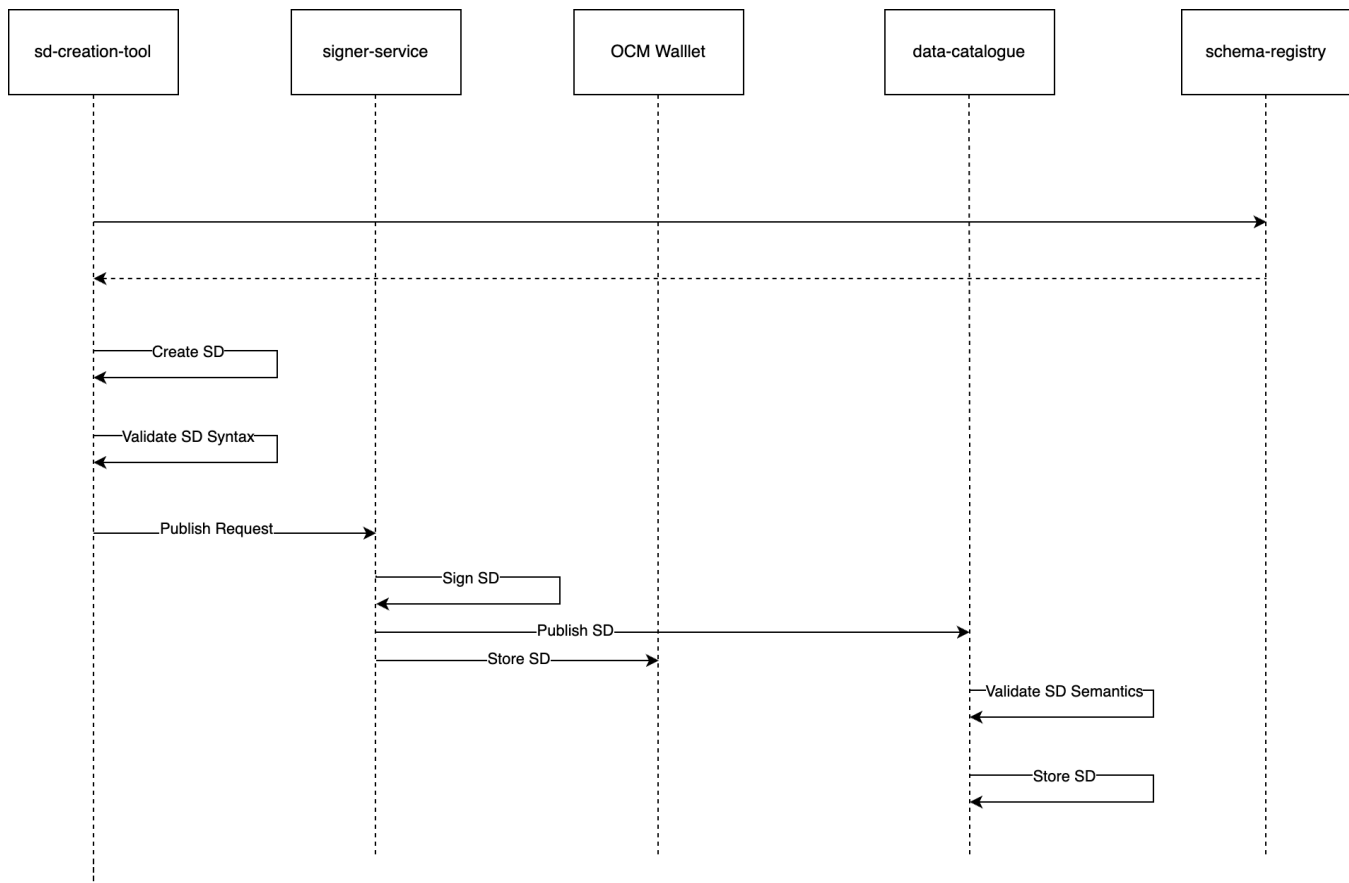 sd-creation-tool
signer-service
OCM Walllet
data-catalogue
schema-registry
Create SD
Validate SD Syntax
Publish Request
Sign SD
Publish SD
Store SD
Validate SD Semantics
Store SD